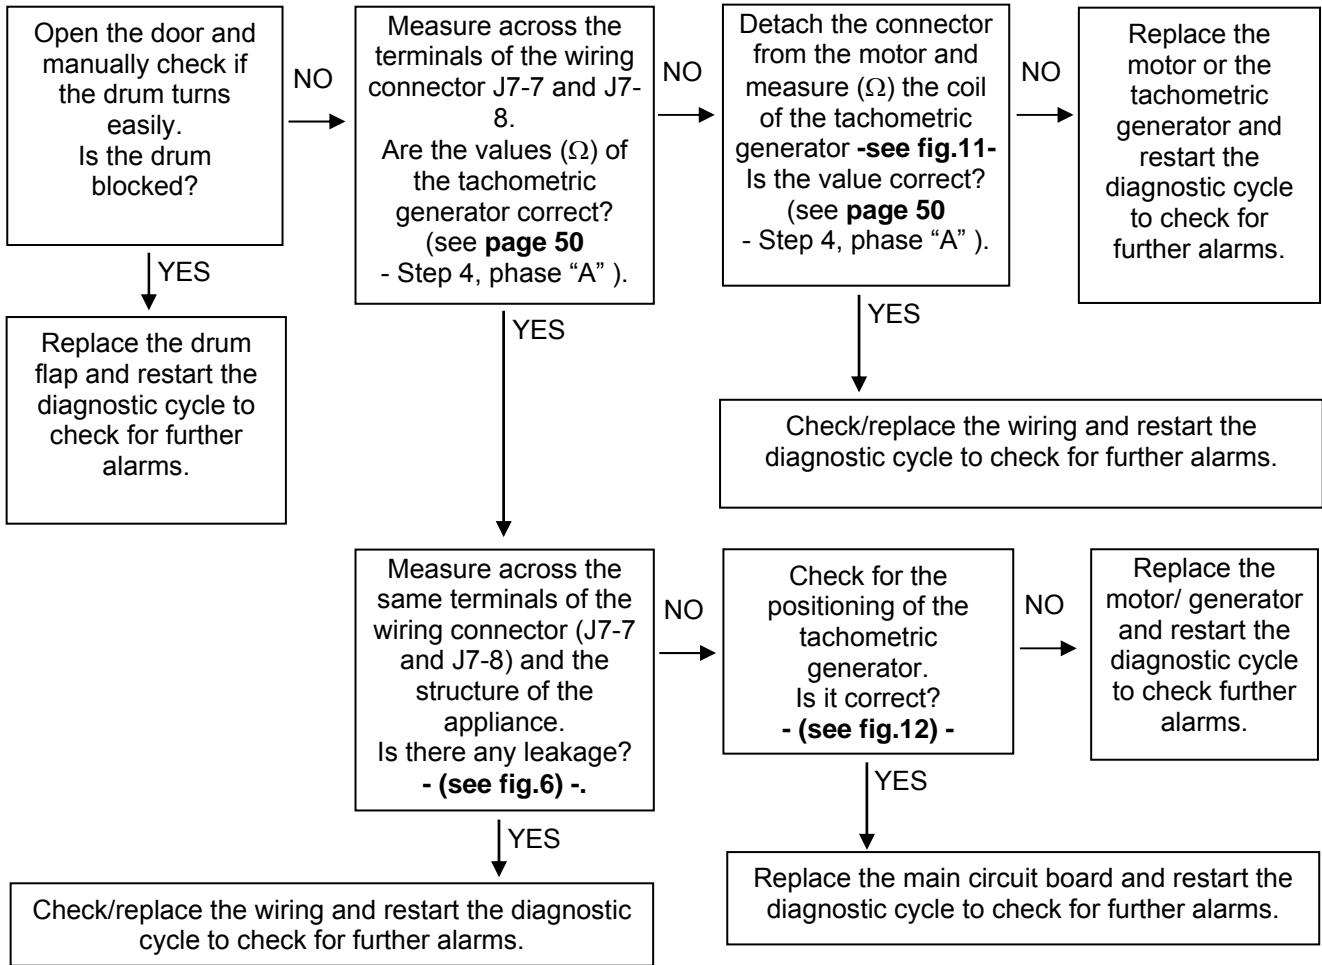 Open the door and
manually check if
the drum turns
easily.
Is the drum
blocked?
NO
YES
Replace the drum
flap and restart the
diagnostic cycle to
check for further
alarms.
Measure across the
terminals of the wiring
connector J7-7 and J7-
8.
Are the values (Ω) of
the tachometric
generator correct?
(see page 50
- Step 4, phase “A” ).
NO
YES
Detach the connector
from the motor and
measure (Ω) the coil
of the tachometric
generator -see fig.11-
Is the value correct?
(see page 50
- Step 4, phase “A” ).
NO
YES
Replace the
motor or the
tachometric
generator and
restart the
diagnostic cycle
to check for
further alarms.
Check/replace the wiring and restart the
diagnostic cycle to check for further alarms.
Measure across the
same terminals of the
wiring connector (J7-7
and J7-8) and the
structure of the
appliance.
Is there any leakage?
- (see fig.6) -.
NO
YES
Check for the
positioning of the
tachometric
generator.
Is it correct?
- (see fig.12) -
NO
YES
Replace the
motor/ generator
and restart the
diagnostic cycle
to check further
alarms.
Check/replace the wiring and restart the diagnostic
cycle to check for further alarms.
Replace the main circuit board and restart the
diagnostic cycle to check for further alarms.